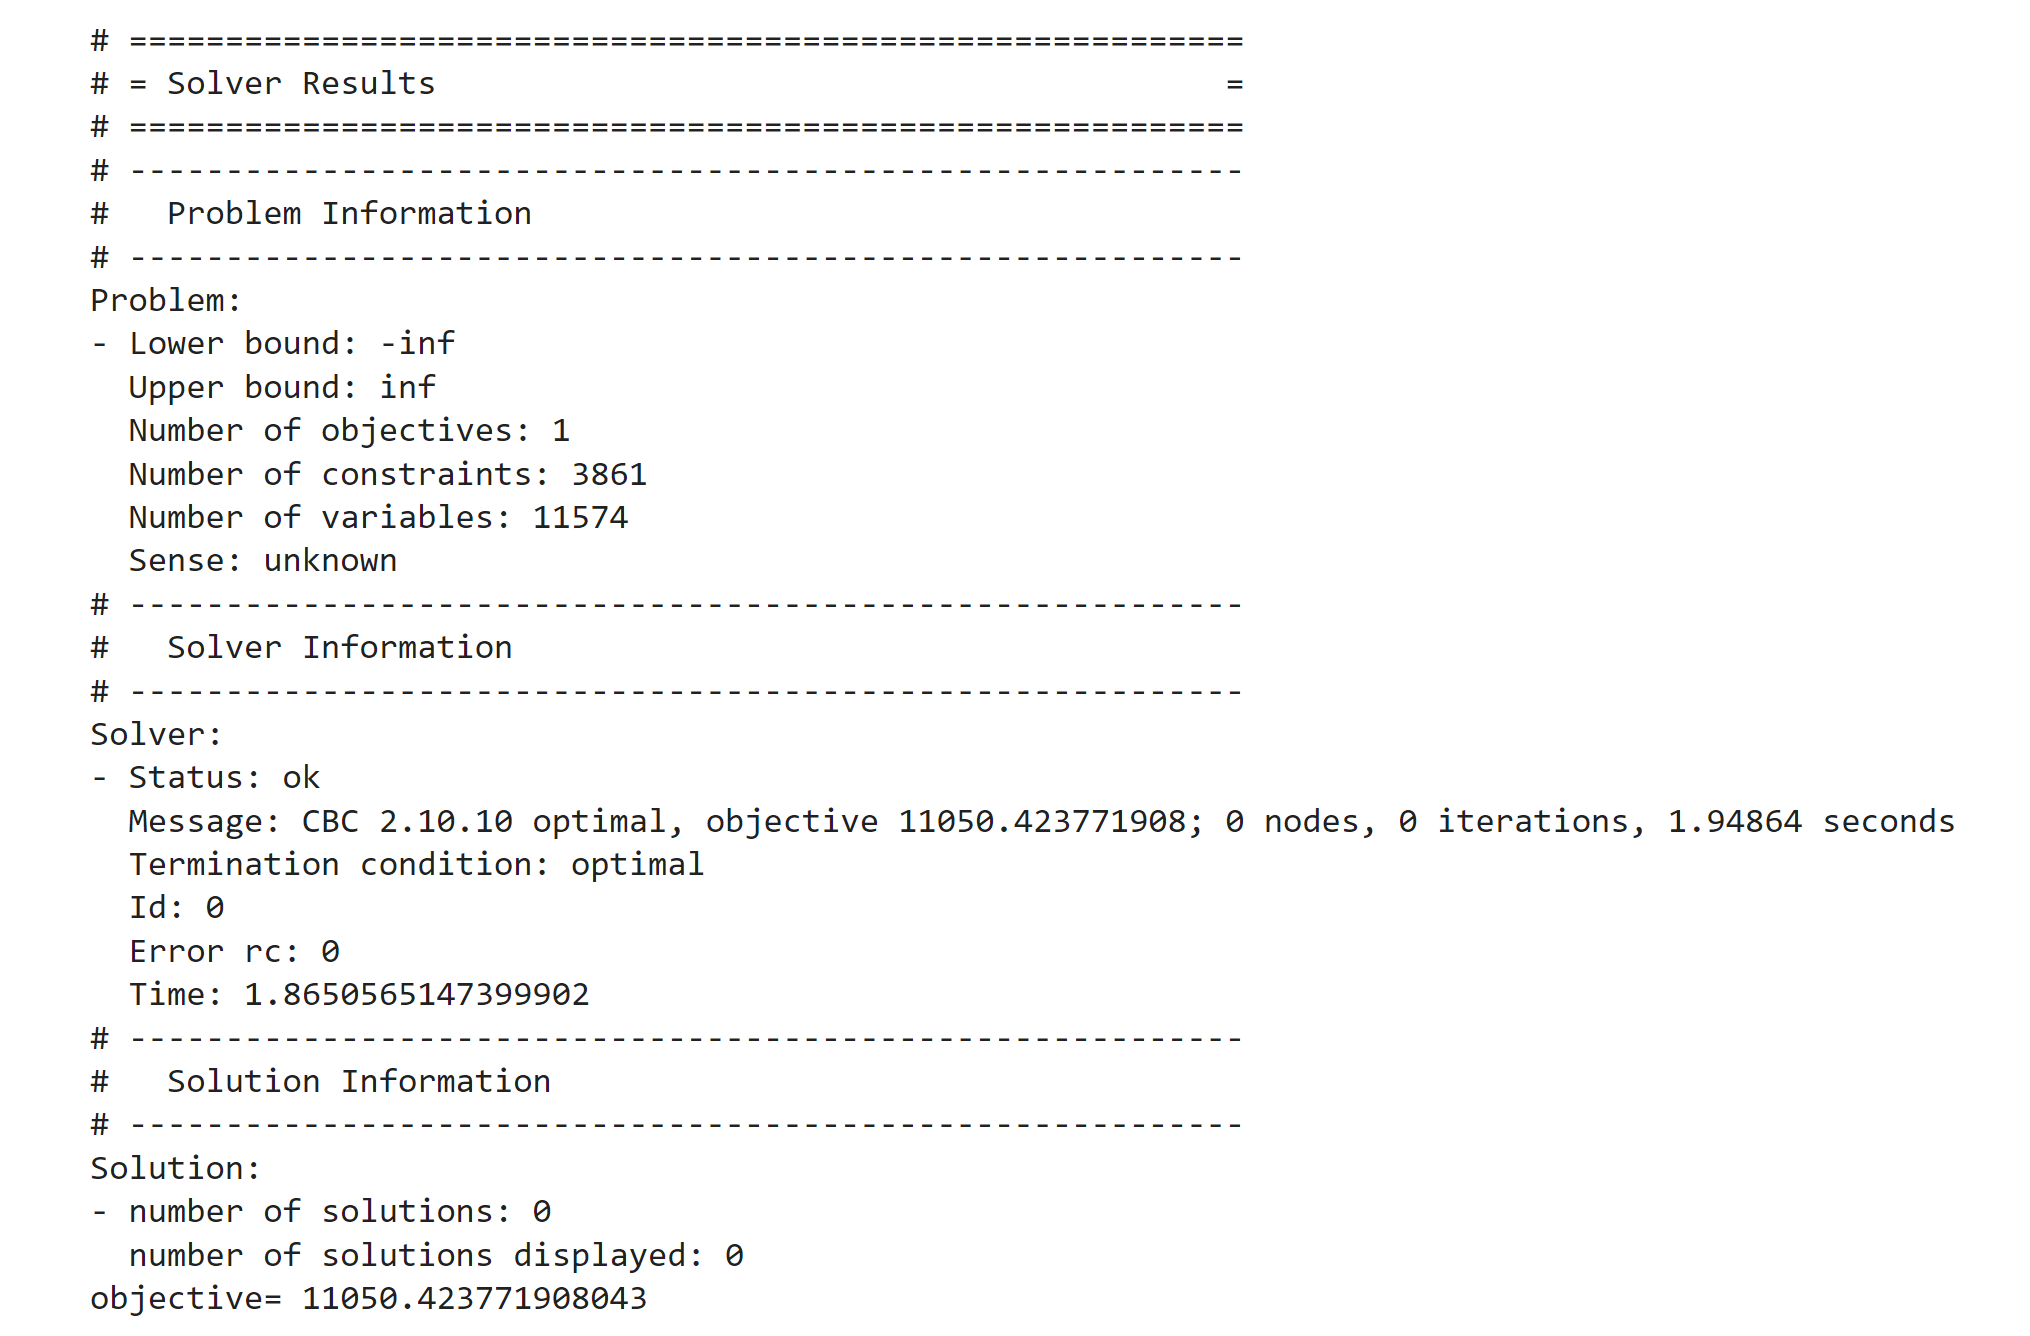 # ==========================================================
# = Solver Results                                         =
# ==========================================================
# ----------------------------------------------------------
#   Problem Information
# ----------------------------------------------------------
Problem:
- Lower bound: -inf
  Upper bound: inf
  Number of objectives: 1
  Number of constraints: 3861
  Number of variables: 11574
  Sense: unknown
# ----------------------------------------------------------
#   Solver Information
# ----------------------------------------------------------
Solver:
- Status: ok
  Message: CBC 2.10.10 optimal, objective 11050.423771908; 0 nodes, 0 iterations, 1.94864 seconds
  Termination condition: optimal
  Id: 0
  Error rc: 0
  Time: 1.8650565147399902
# ----------------------------------------------------------
#   Solution Information
# ----------------------------------------------------------
Solution:
- number of solutions: 0
  number of solutions displayed: 0
objective= 11050.423771908043